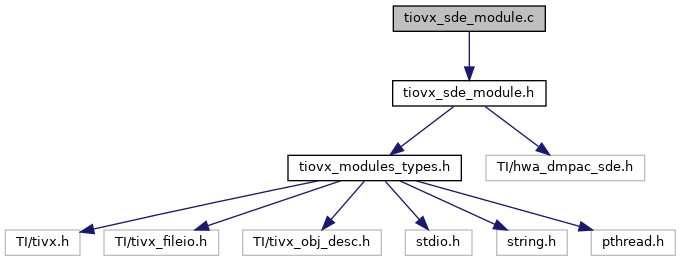 tiovx_sde_module.c
tiovx_sde_module.h
tiovx_modules_types.h
TI/hwa_dmpac_sde.h
TI/tivx.h
TI/tivx_fileio.h
TI/tivx_obj_desc.h
stdio.h
string.h
pthread.h